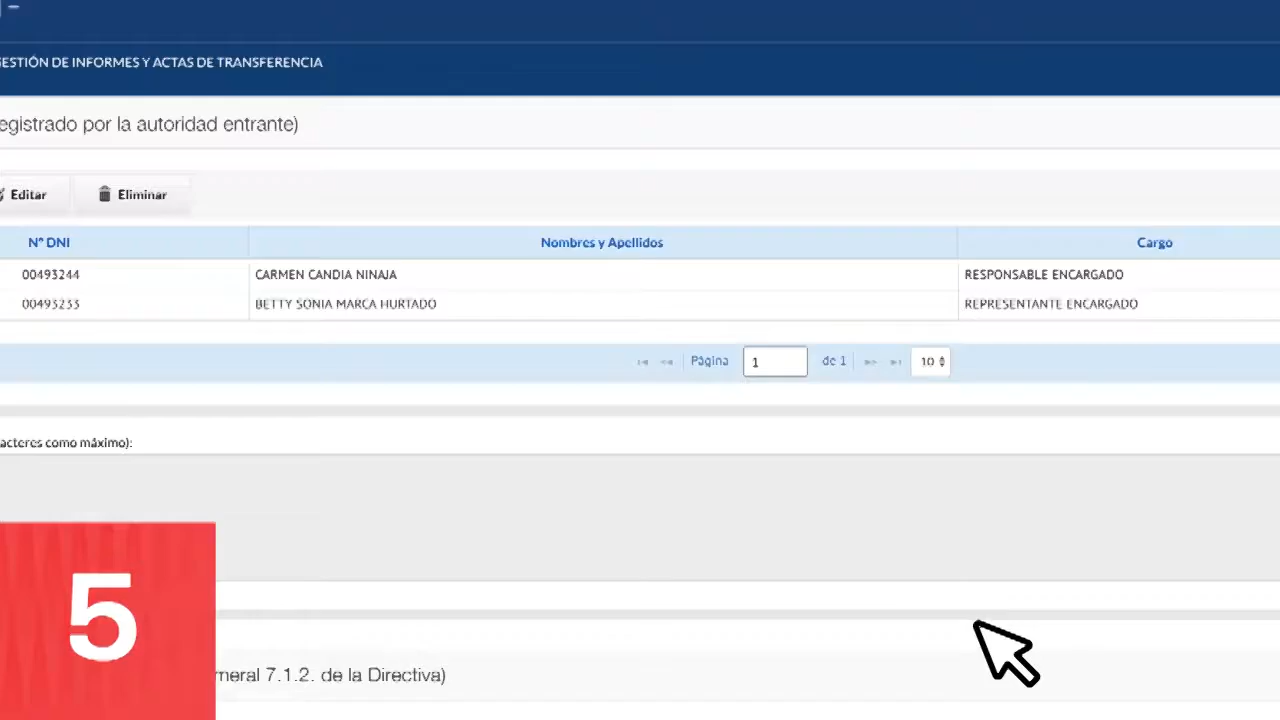 GESTIÓN DE INFORMES Y ACTAS DE TRANSFERENCIA
egistrado por la autoridad entrante)
Editar Eliminar
Nº DNI Nombres y Apellidos Cargo
00493244 CARMEN CANDIA NINAJA RESPONSABLE ENCARGADO
00493233 BETTY SONIA MARCA HURTADO REPRESENTANTE ENCARGADO
Página 1 de 1 10
acteres como máximo):
5
meral 7.1.2. de la Directiva)